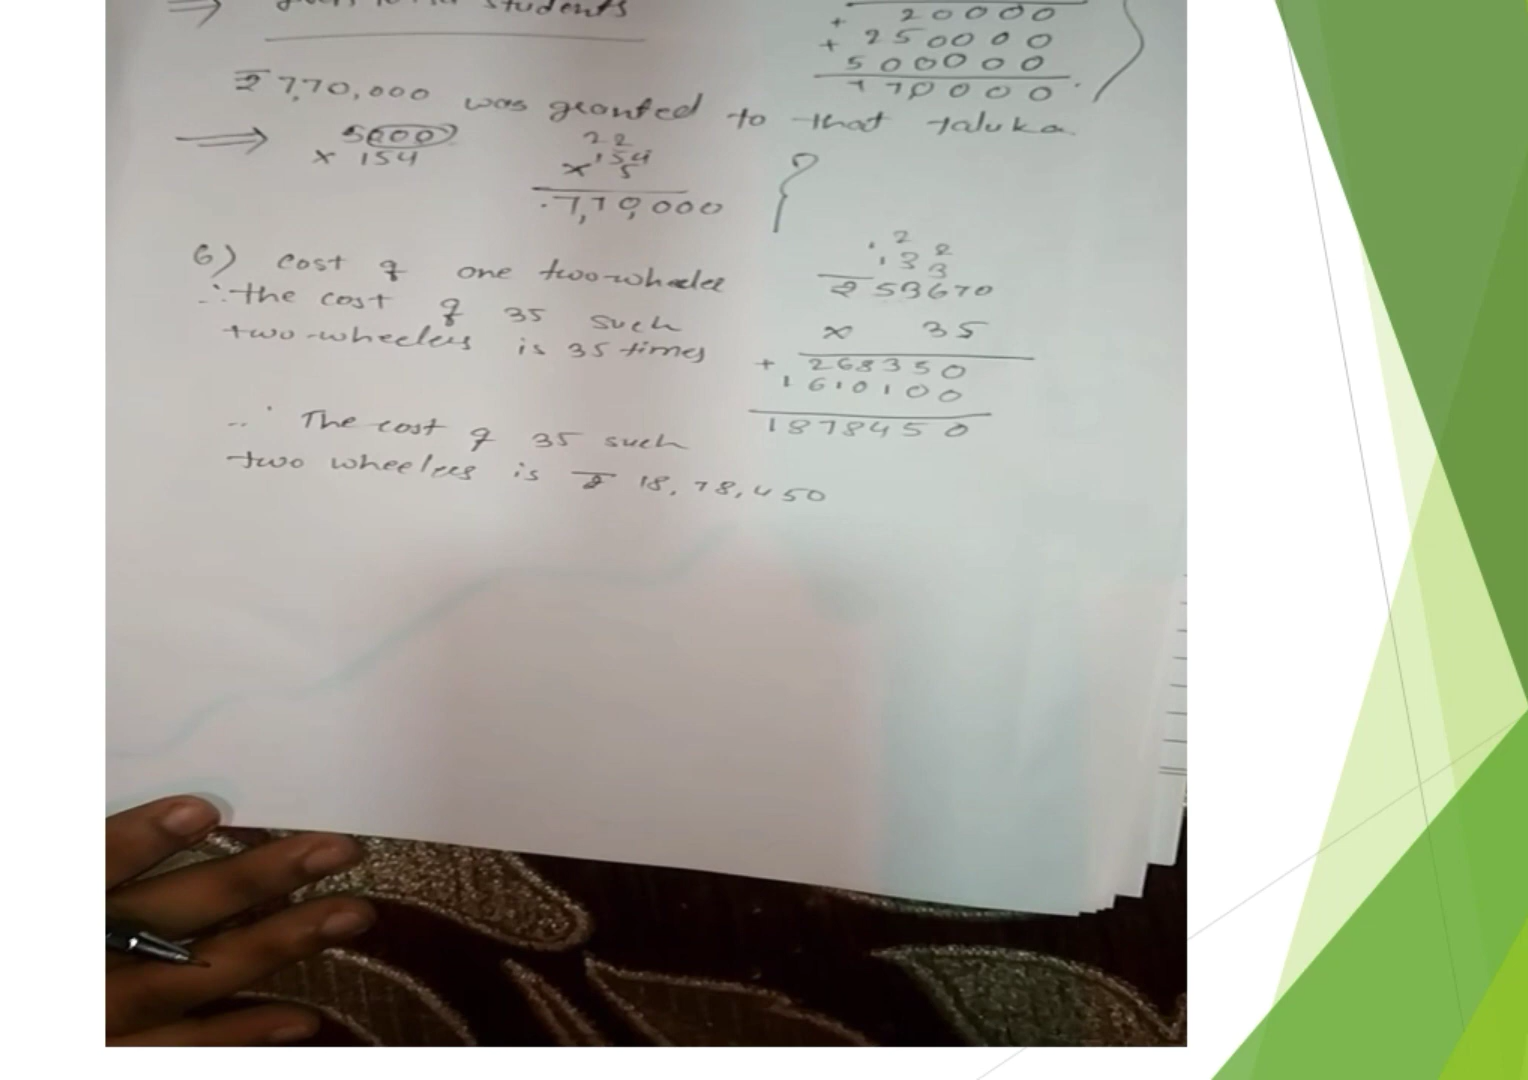 ⇒ students
+ 20000
+ 250000
500000
770000
₹ 7,70,000 was granted to that taluka.
⇒ 5000
× 154
22
154
× 5
7,70,000
6) cost of one two-wheeler
∴ the cost of 35 such
two-wheelers is 35 times
2 2
1 3 3
₹ 53670
× 35
+ 268350
1610100
1878450
∴ The cost of 35 such
two wheelers is ₹ 18,78,450